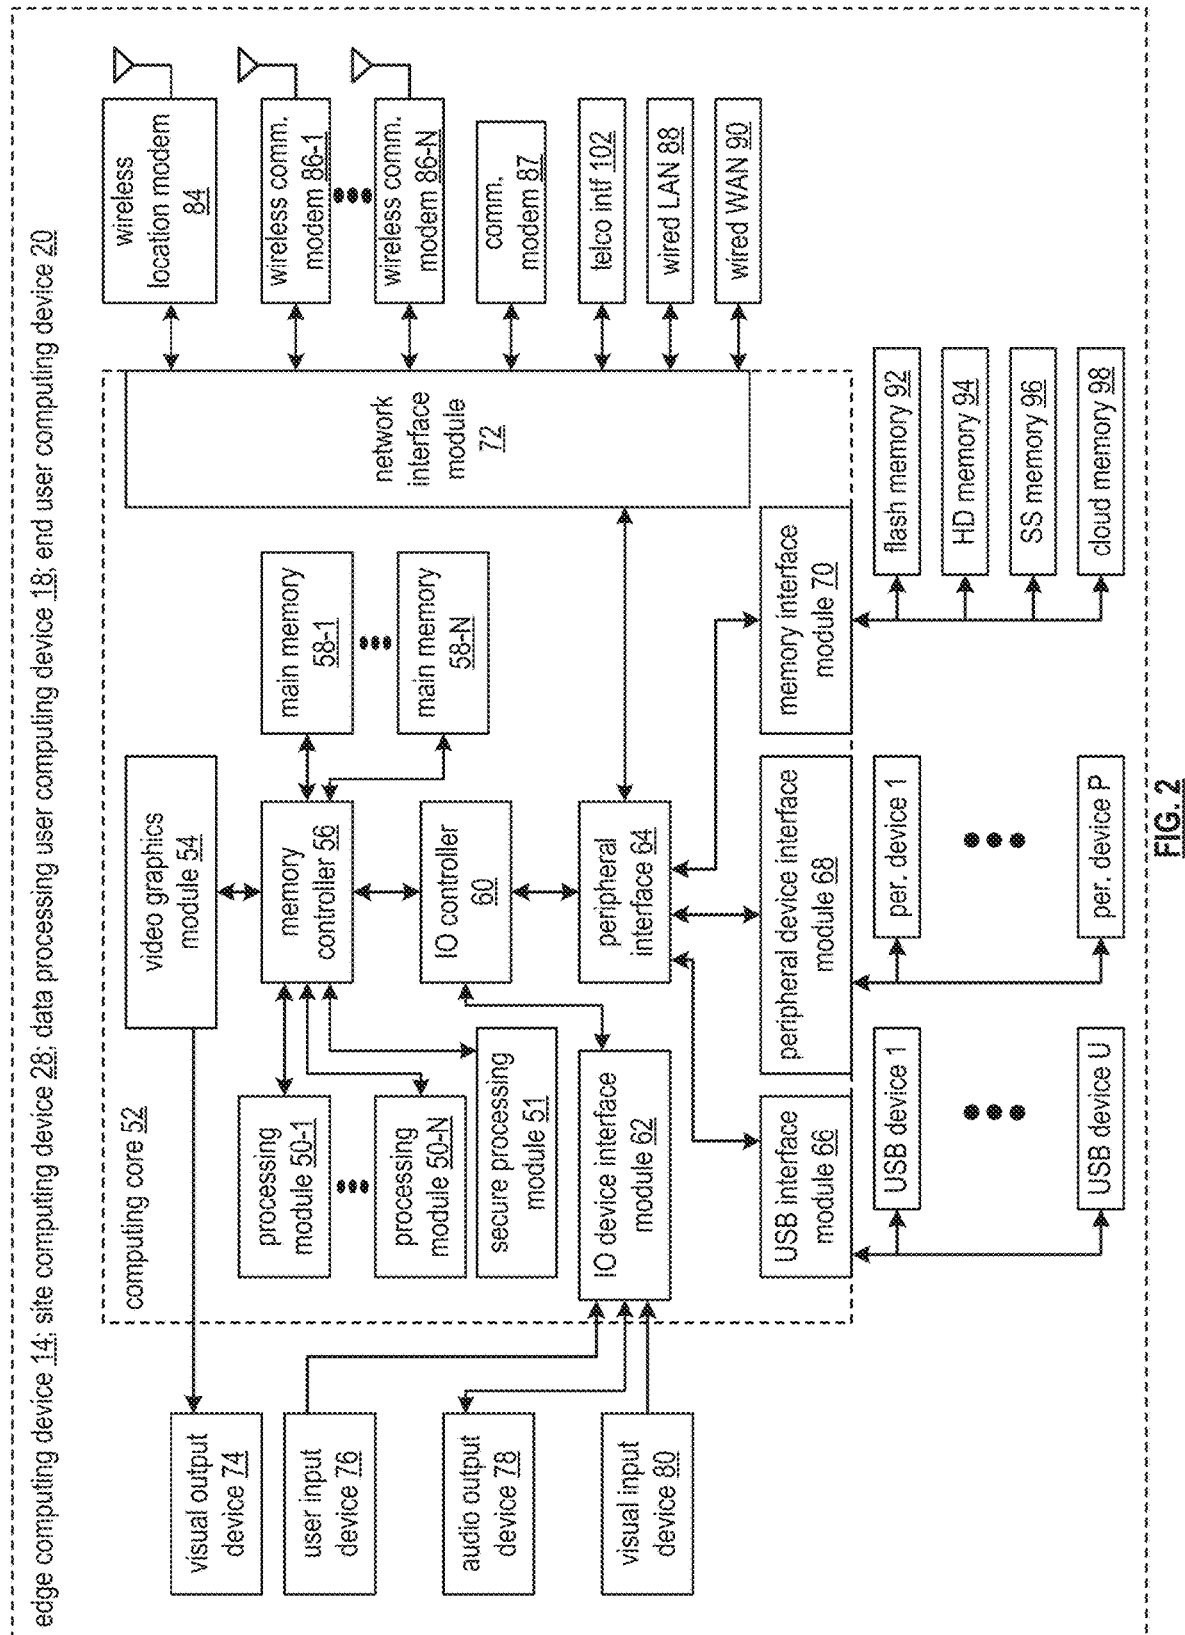 edge computing device 14; site computing device 28; data processing user computing device 18; end user computing device 20
computing core 52
visual output
device 74
user input
device 76
audio output
device 78
visual input
device 80
video graphics
module 54
processing
module 50-1
processing
module 50-N
secure processing
module 51
IO device interface
module 62
memory
controller 56
IO controller
60
peripheral
interface 64
main memory
58-1
main memory
58-N
network
interface
module
72
USB interface
module 66
peripheral device interface
module 68
memory interface
module 70
wireless
location modem
84
wireless comm.
modem 86-1
wireless comm.
modem 86-N
comm.
modem 87
telco intf 102
wired LAN 88
wired WAN 90
USB device 1
USB device U
per. device 1
per. device P
flash memory 92
HD memory 94
SS memory 96
cloud memory 98
FIG. 2